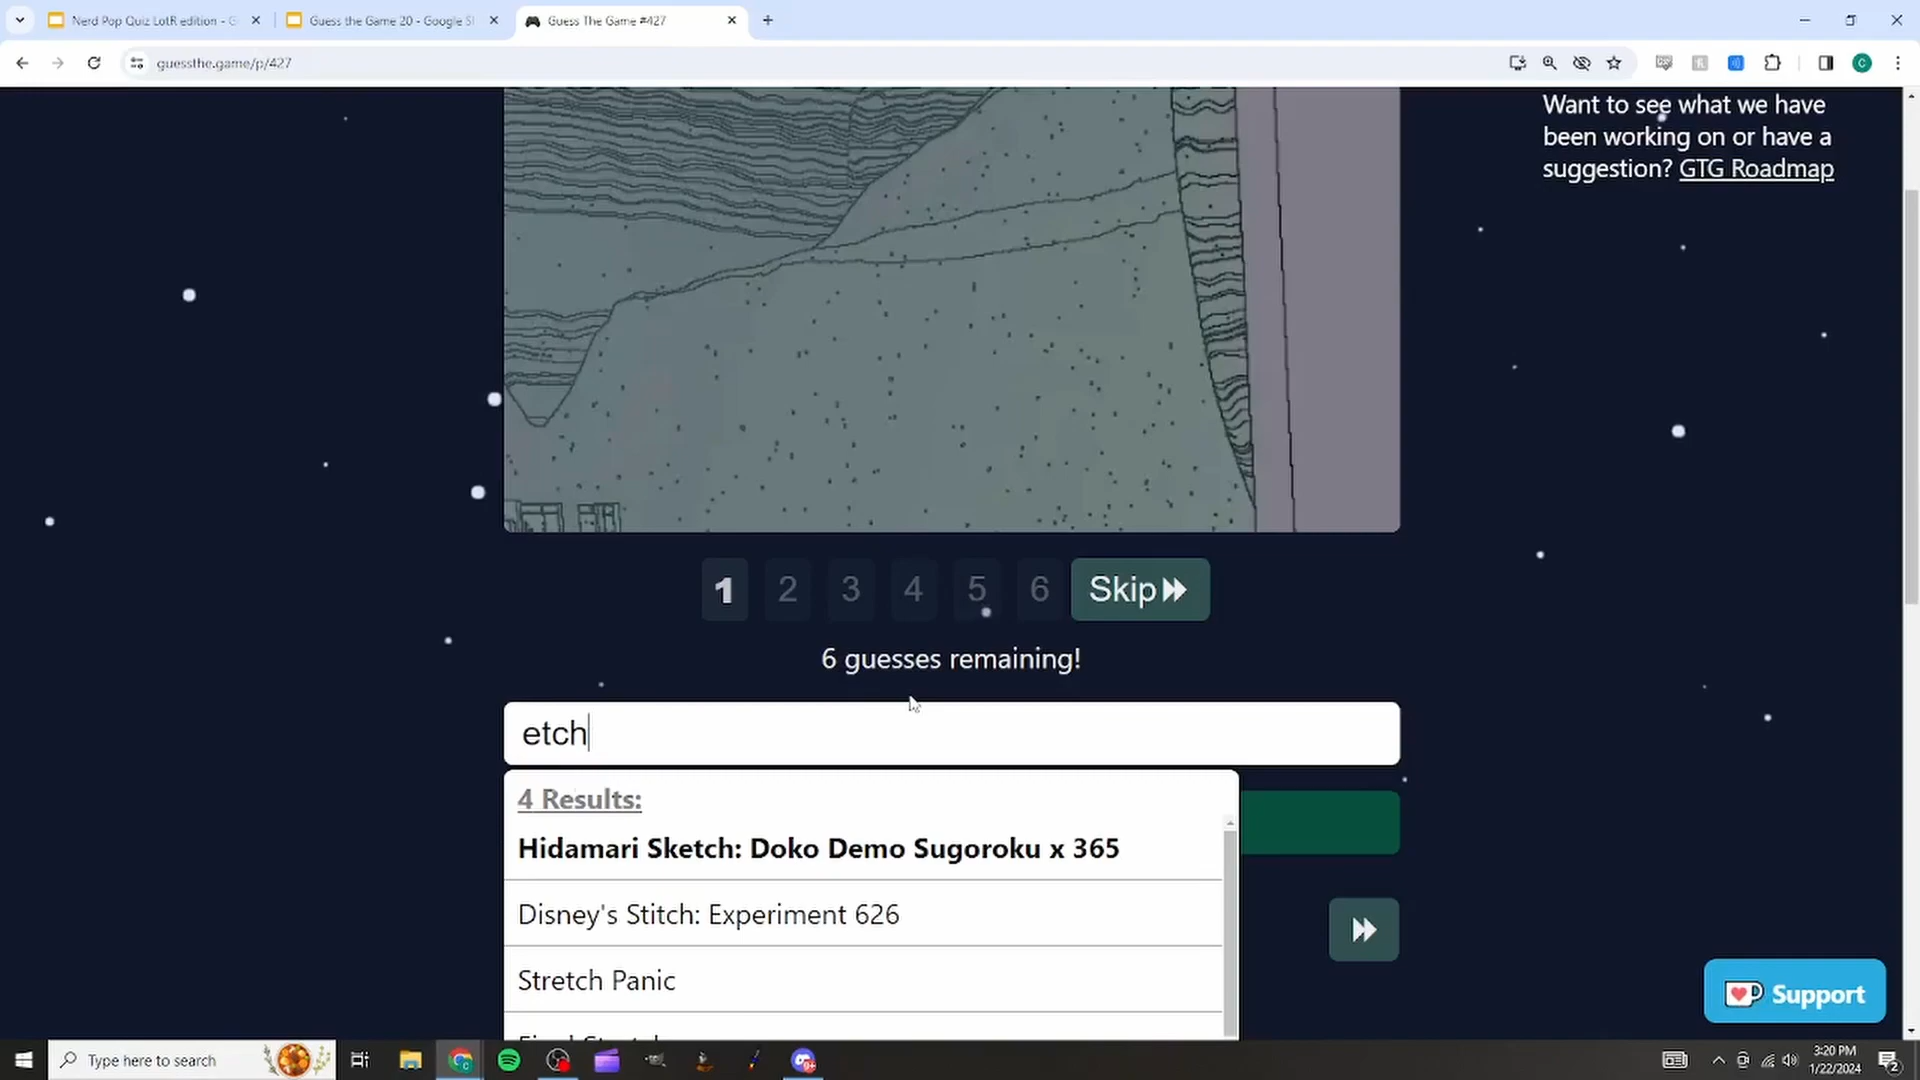 Nerd Pop Quiz LotR edition - G
Guess the Game 20 - Google Sl
Guess The Game #427
guessthe.game/p/427
Want to see what we have
been working on or have a
suggestion? GTG Roadmap
1 2 3 4 5 6 Skip
6 guesses remaining!
etch
4 Results:
Hidamari Sketch: Doko Demo Sugoroku x 365
Disney's Stitch: Experiment 626
Stretch Panic
Support
Type here to search
3:20 PM
1/22/2024